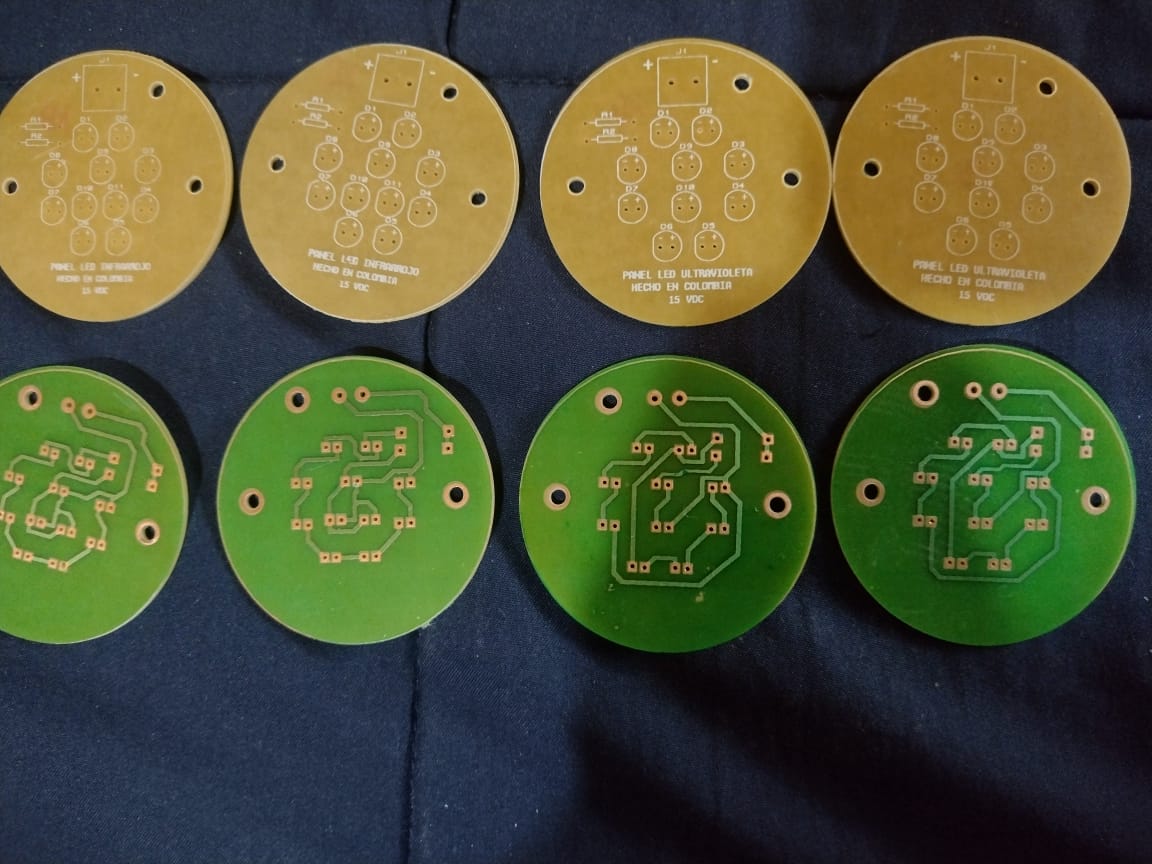 J1
+ -
R1
R2
D1 D2
D8 D9 D3
D7 D10 D11 D4
D6 D5
PANEL LED INFRARROJO
HECHO EN COLOMBIA
15 VDC
J1
+ -
R1
R2
D1 D2
D8 D9 D3
D7 D10 D11 D4
D6 D5
PANEL LED INFRARROJO
HECHO EN COLOMBIA
15 VDC
J1
+ -
R1
R2
D1 D2
D8 D9 D3
D7 D10 D4
D6 D5
PANEL LED ULTRAVIOLETA
HECHO EN COLOMBIA
15 VDC
J1
+ -
R1
R2
D1 D2
D8 D9 D3
D7 D10 D4
D6 D5
PANEL LED ULTRAVIOLETA
HECHO EN COLOMBIA
15 VDC